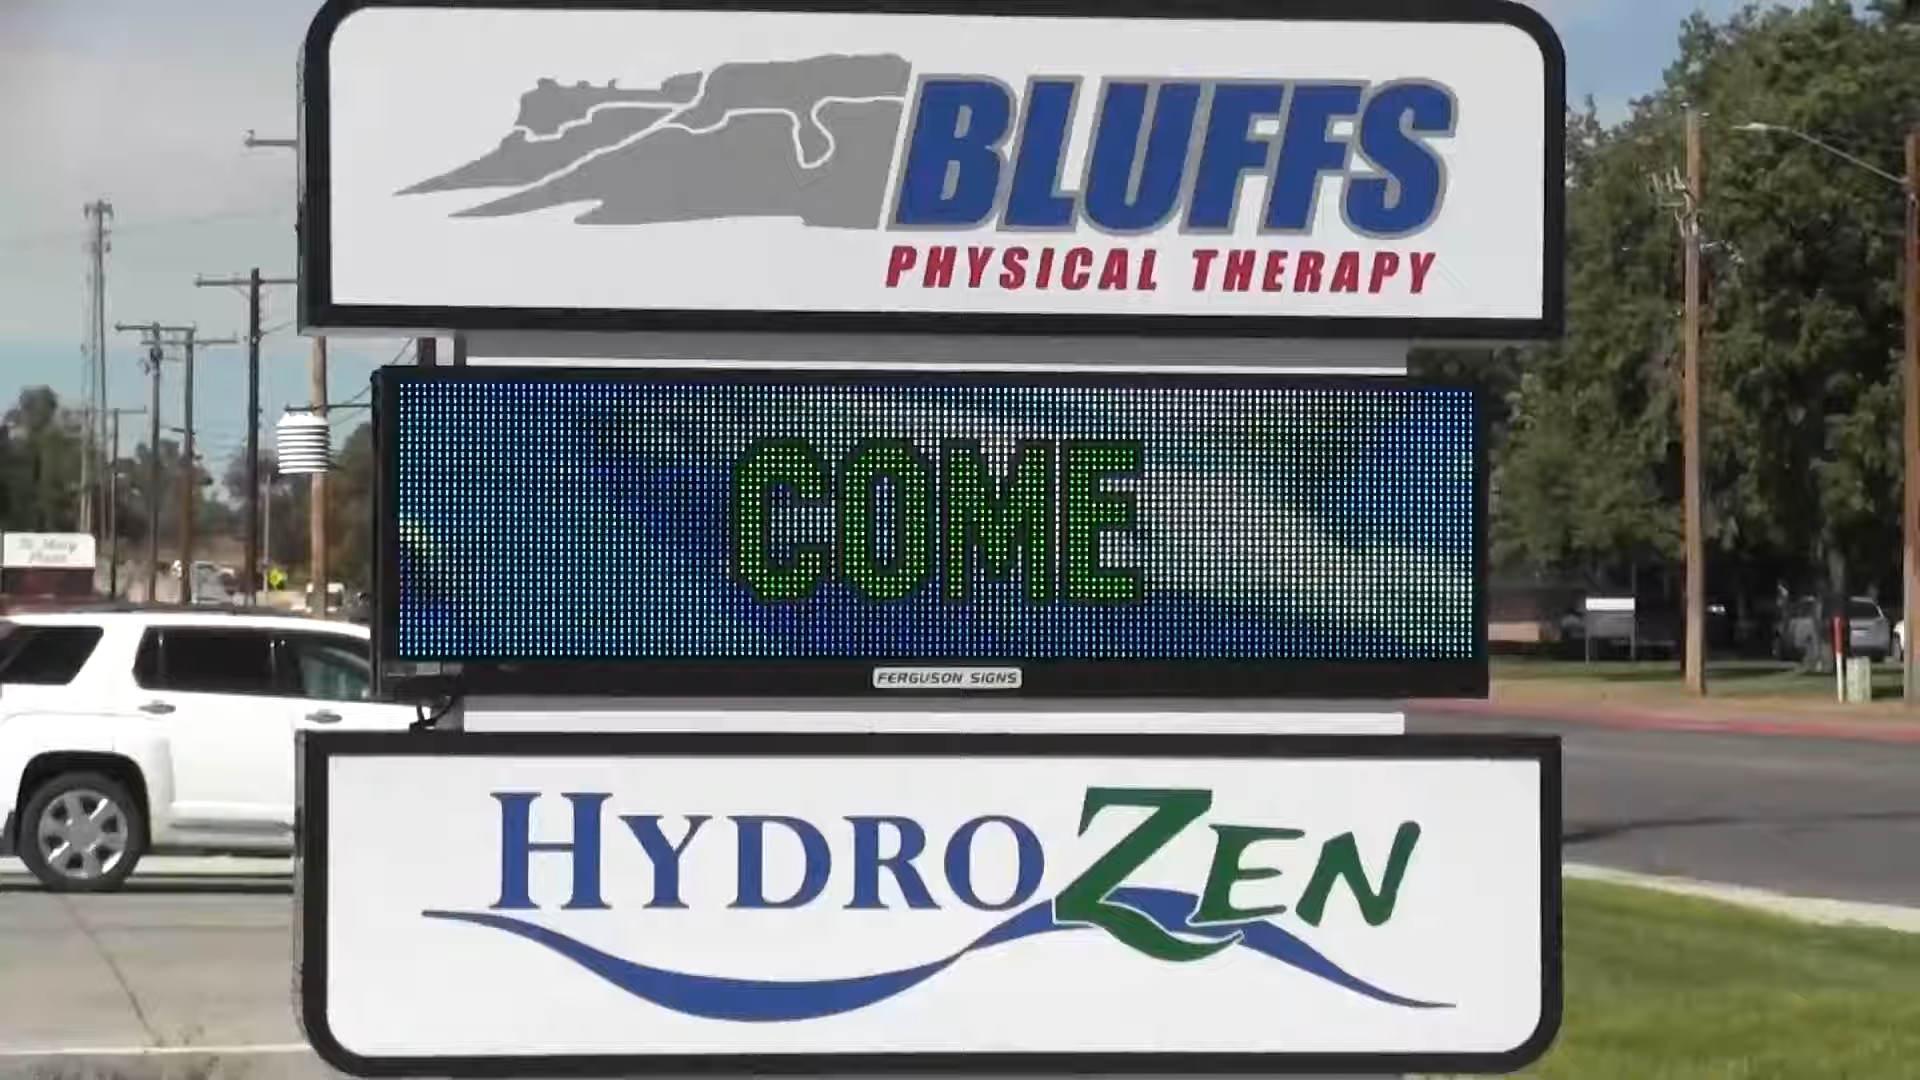 BLUFFS
PHYSICAL THERAPY
COME
FERGUSON SIGNS
HYDROZEN